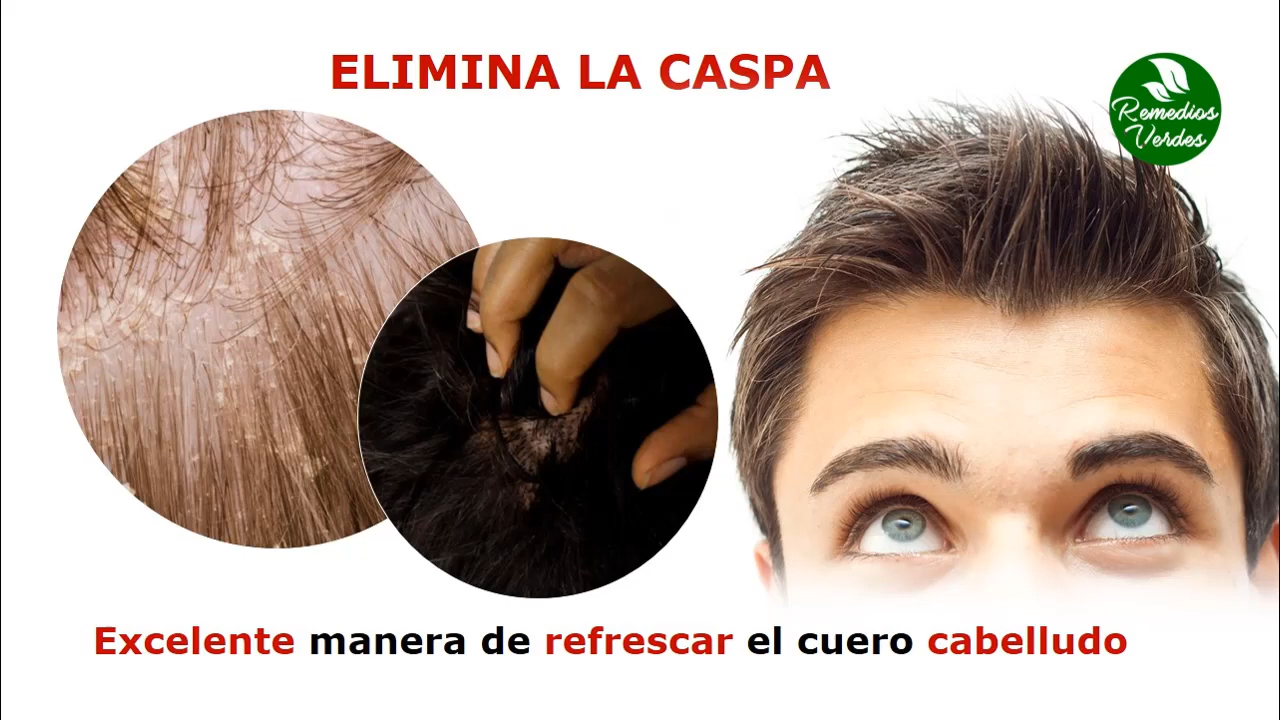 ELIMINA LA CASPA
Remedios
Verdes
Excelente manera de refrescar el cuero cabelludo